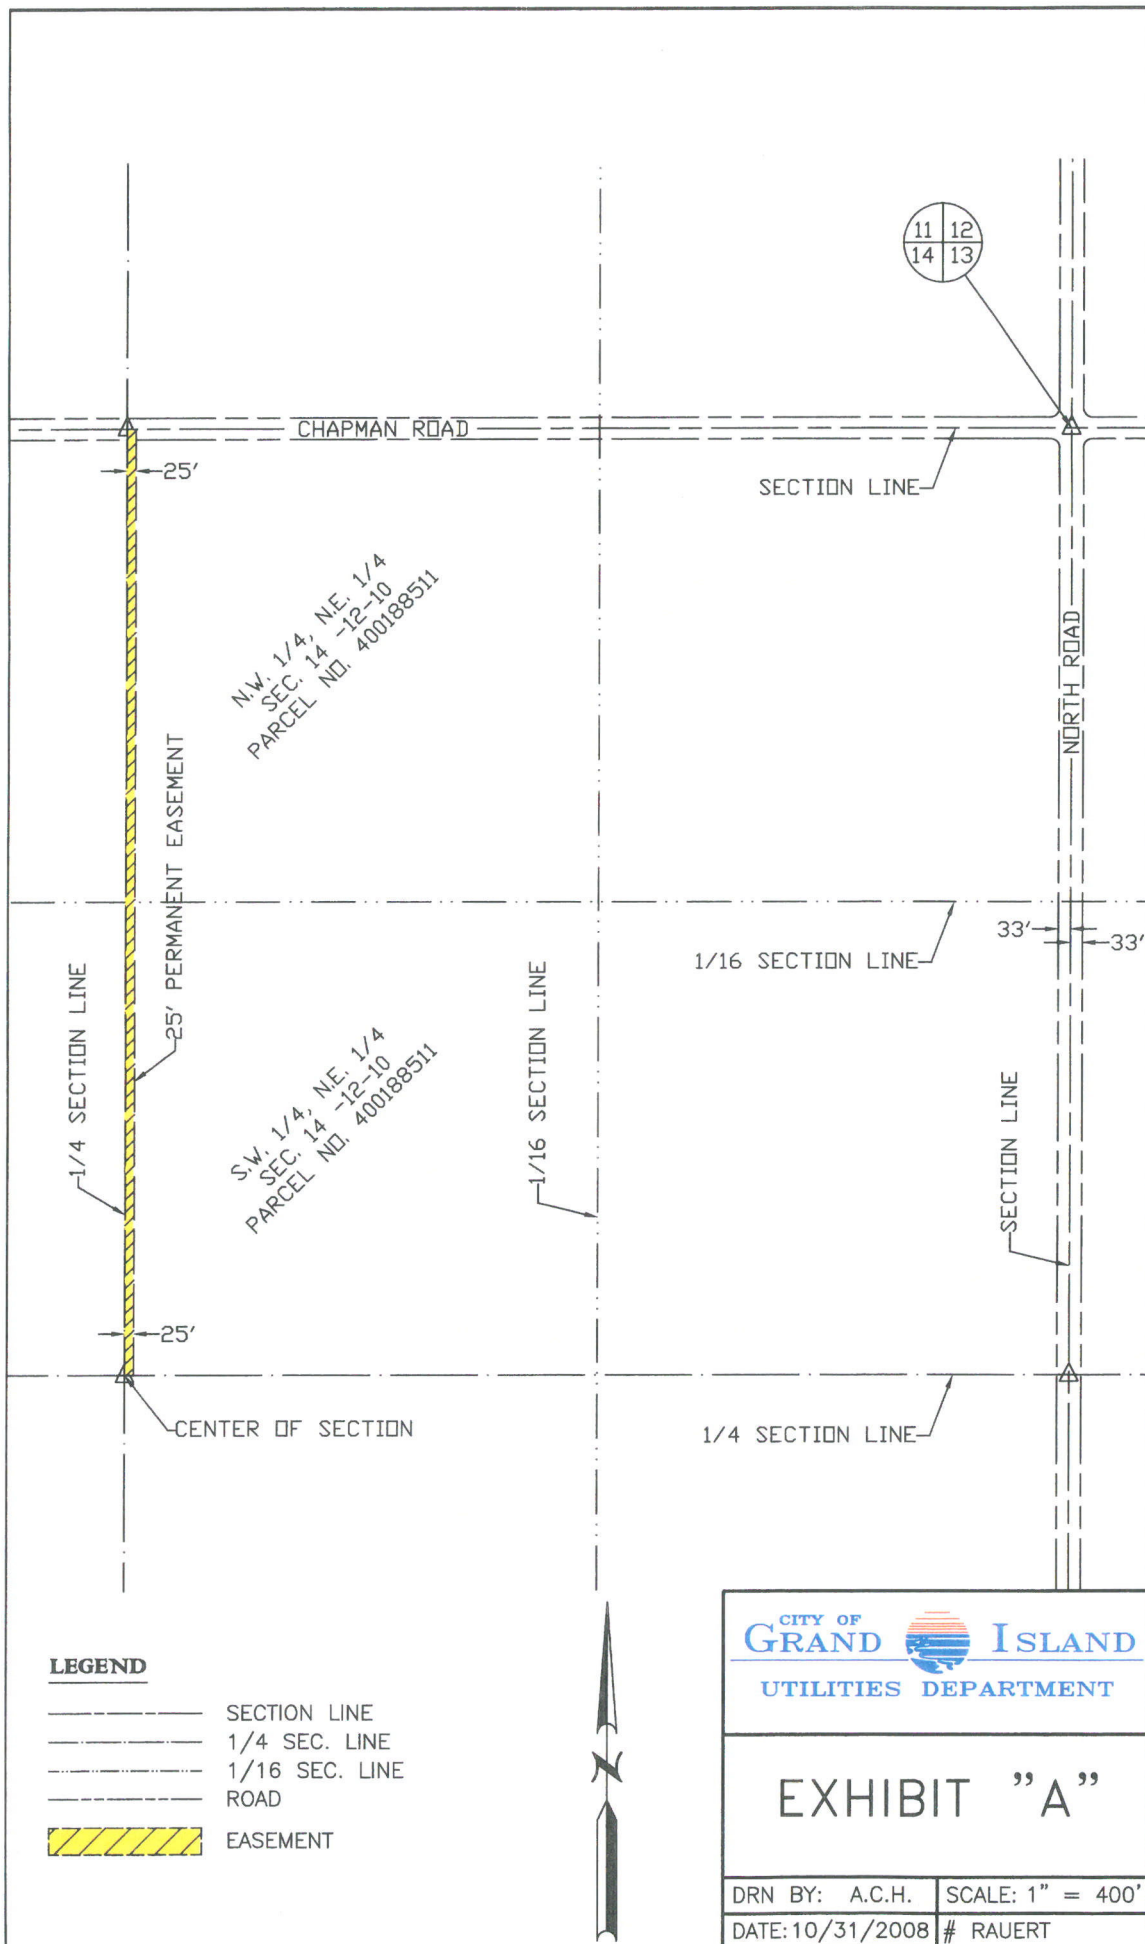 11 12
14 13
CHAPMAN ROAD
25'
SECTION LINE
N.W. 1/4, N.E. 1/4
SEC. 14 -12-10
PARCEL NO. 400188511
NORTH ROAD
25' PERMANENT EASEMENT
33'
33'
1/16 SECTION LINE
1/4 SECTION LINE
1/16 SECTION LINE
S.W. 1/4, N.E. 1/4
SEC. 14 -12-10
PARCEL NO. 400188511
SECTION LINE
25'
CENTER OF SECTION
1/4 SECTION LINE
LEGEND
SECTION LINE
1/4 SEC. LINE
1/16 SEC. LINE
ROAD
EASEMENT
N
CITY OF
GRAND ISLAND
UTILITIES DEPARTMENT
EXHIBIT "A"
DRN BY: A.C.H.
SCALE: 1" = 400'
DATE: 10/31/2008
# RAUERT